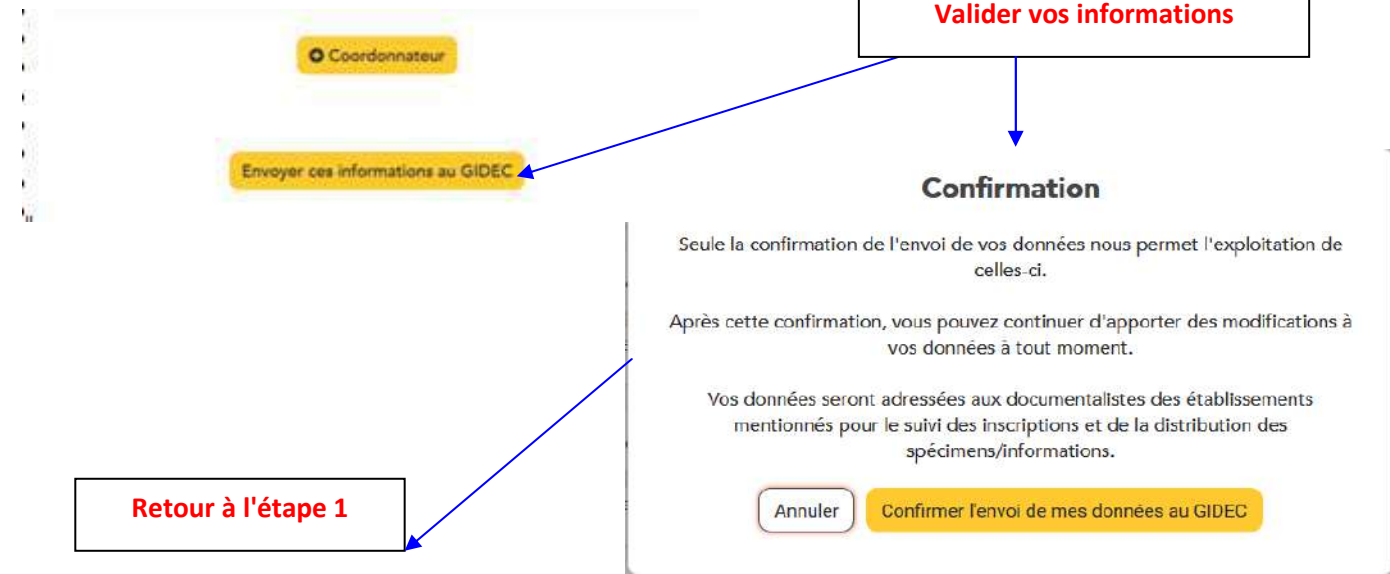 Valider vos informations
Coordonnateur
Envoyer ces informations au GIDEC
Confirmation
Seule la confirmation de l'envoi de vos données nous permet l'exploitation de
celles-ci.
Après cette confirmation, vous pouvez continuer d'apporter des modifications à
vos données à tout moment.
Vos données seront adressées aux documentalistes des établissements
mentionnés pour le suivi des inscriptions et de la distribution des
spécimens/informations.
Annuler
Confirmer l'envoi de mes données au GIDEC
Retour à l'étape 1